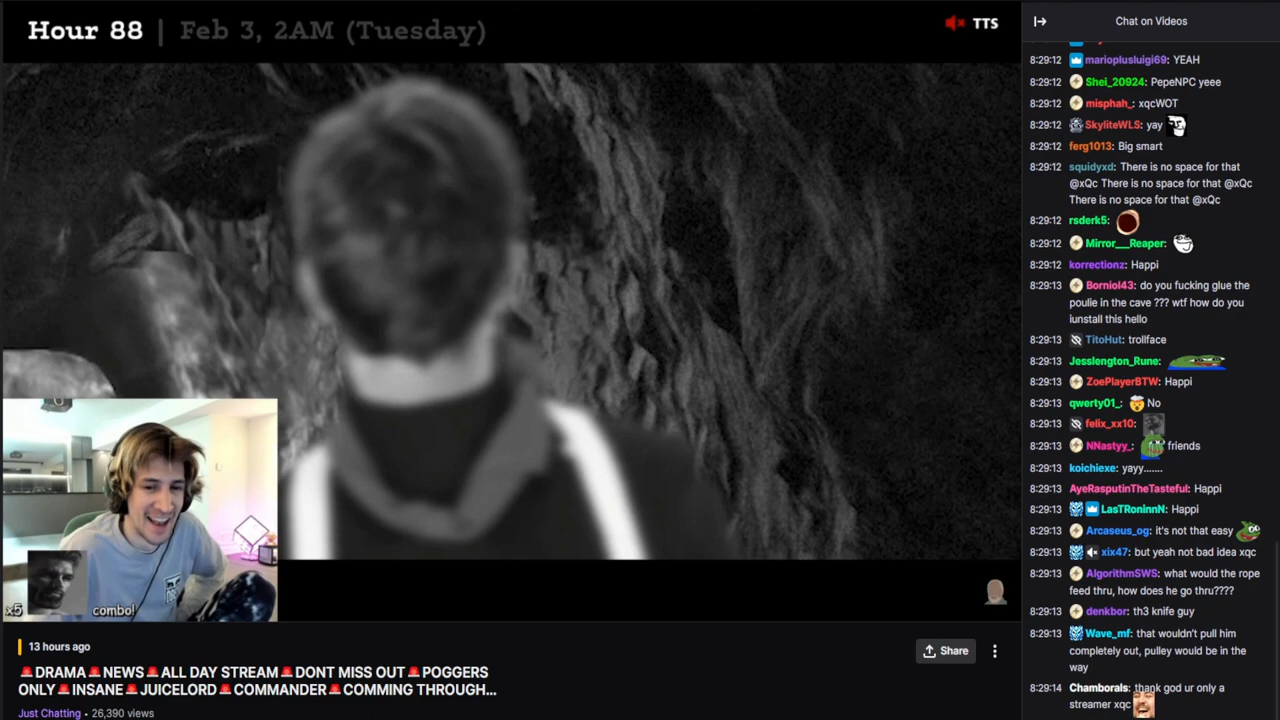 Hour 88 | Feb 3, 2AM (Tuesday)
TTS
x5 combo!
13 hours ago
DRAMA NEWS ALL DAY STREAM DONT MISS OUT POGGERS
ONLY INSANE JUICELORD COMMANDER COMMING THROUGH...
Share
Just Chatting • 26,390 views
Chat on Videos
8:29:12 marioplusluigi69: YEAH
8:29:12 Shei_20924: PepeNPC yeee
8:29:12 misphah_: xqcWOT
8:29:12 SkyliteWLS: yay
8:29:12 ferg1013: Big smart
8:29:12 squidyxd: There is no space for that
@xQc There is no space for that @xQc
There is no space for that @xQc
8:29:12 rsderk5:
8:29:12 Mirror___Reaper:
8:29:12 korrectionz: Happi
8:29:13 Borniol43: do you fucking glue the
poulie in the cave ??? wtf how do you
iunstall this hello
8:29:13 TitoHut: trollface
8:29:13 Jesslengton_Rune:
8:29:13 ZoePlayerBTW: Happi
8:29:13 qwerty01_: No
8:29:13 felix_xx10:
8:29:13 NNastyy_: friends
8:29:13 koichiexe: yayy.......
8:29:13 AyeRasputinTheTasteful: Happi
8:29:13 LasTRoninnN: Happi
8:29:13 Arcaseus_og: it's not that easy
8:29:13 xix47: but yeah not bad idea xqc
8:29:13 AlgorithmSWS: what would the rope
feed thru, how does he go thru????
8:29:13 denkbor: th3 knife guy
8:29:13 Wave_mf: that wouldn't pull him
completely out, pulley would be in the
way
8:29:14 Chamborals: thank god ur only a
streamer xqc